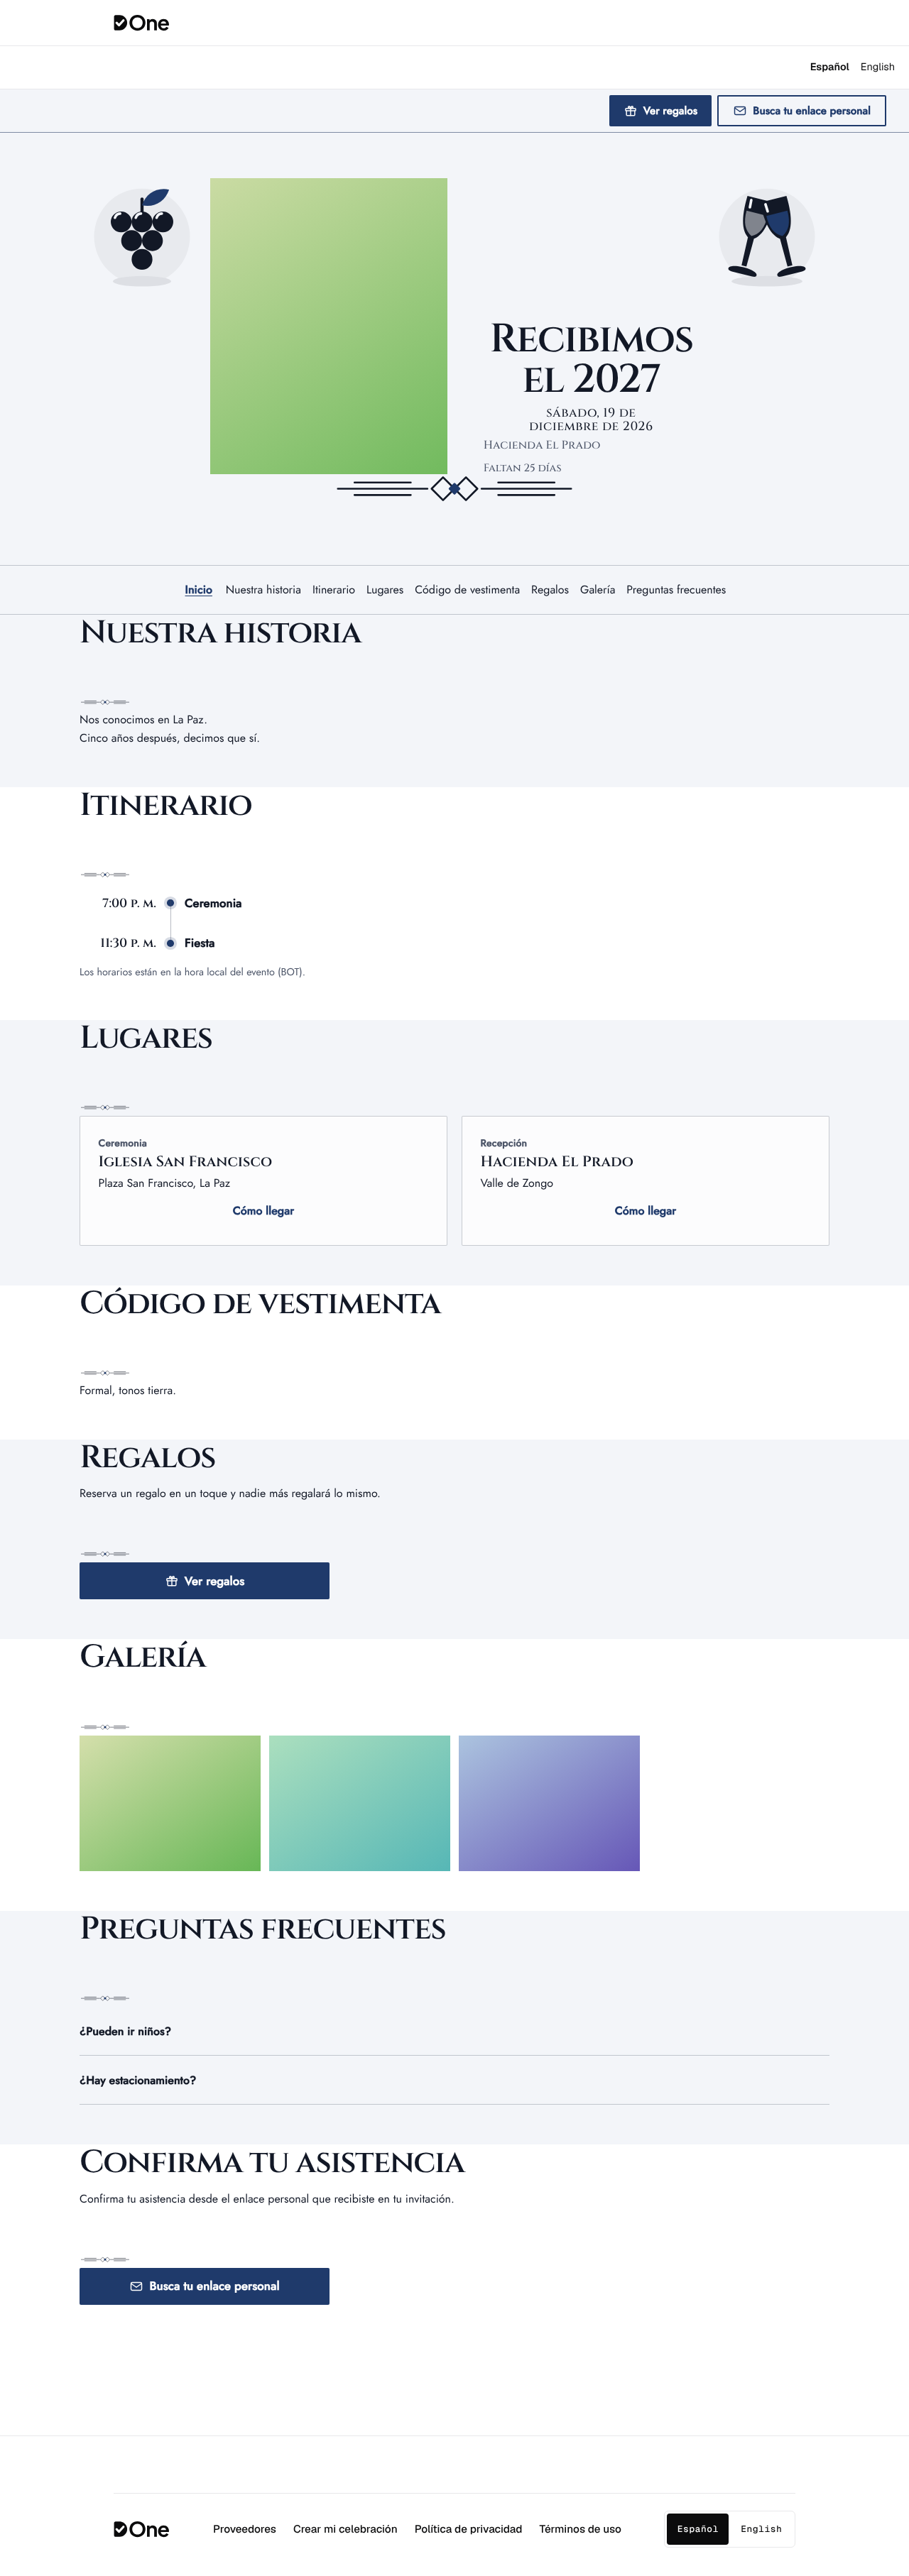 DOne
Español English
Ver regalos Busca tu enlace personal
Recibimos
el 2027
sábado, 19 de
diciembre de 2026
Hacienda El Prado
Faltan 25 días
Inicio Nuestra historia Itinerario Lugares Código de vestimenta Regalos Galería Preguntas frecuentes
Nuestra historia
Nos conocimos en La Paz.
Cinco años después, decimos que sí.
Itinerario
7:00 p. m. Ceremonia
11:30 p. m. Fiesta
Los horarios están en la hora local del evento (BOT).
Lugares
Ceremonia
Iglesia San Francisco
Plaza San Francisco, La Paz
Cómo llegar
Recepción
Hacienda El Prado
Valle de Zongo
Cómo llegar
Código de vestimenta
Formal, tonos tierra.
Regalos
Reserva un regalo en un toque y nadie más regalará lo mismo.
Ver regalos
Galería
Preguntas frecuentes
¿Pueden ir niños?
¿Hay estacionamiento?
Confirma tu asistencia
Confirma tu asistencia desde el enlace personal que recibiste en tu invitación.
Busca tu enlace personal
DOne Proveedores Crear mi celebración Política de privacidad Términos de uso Español English